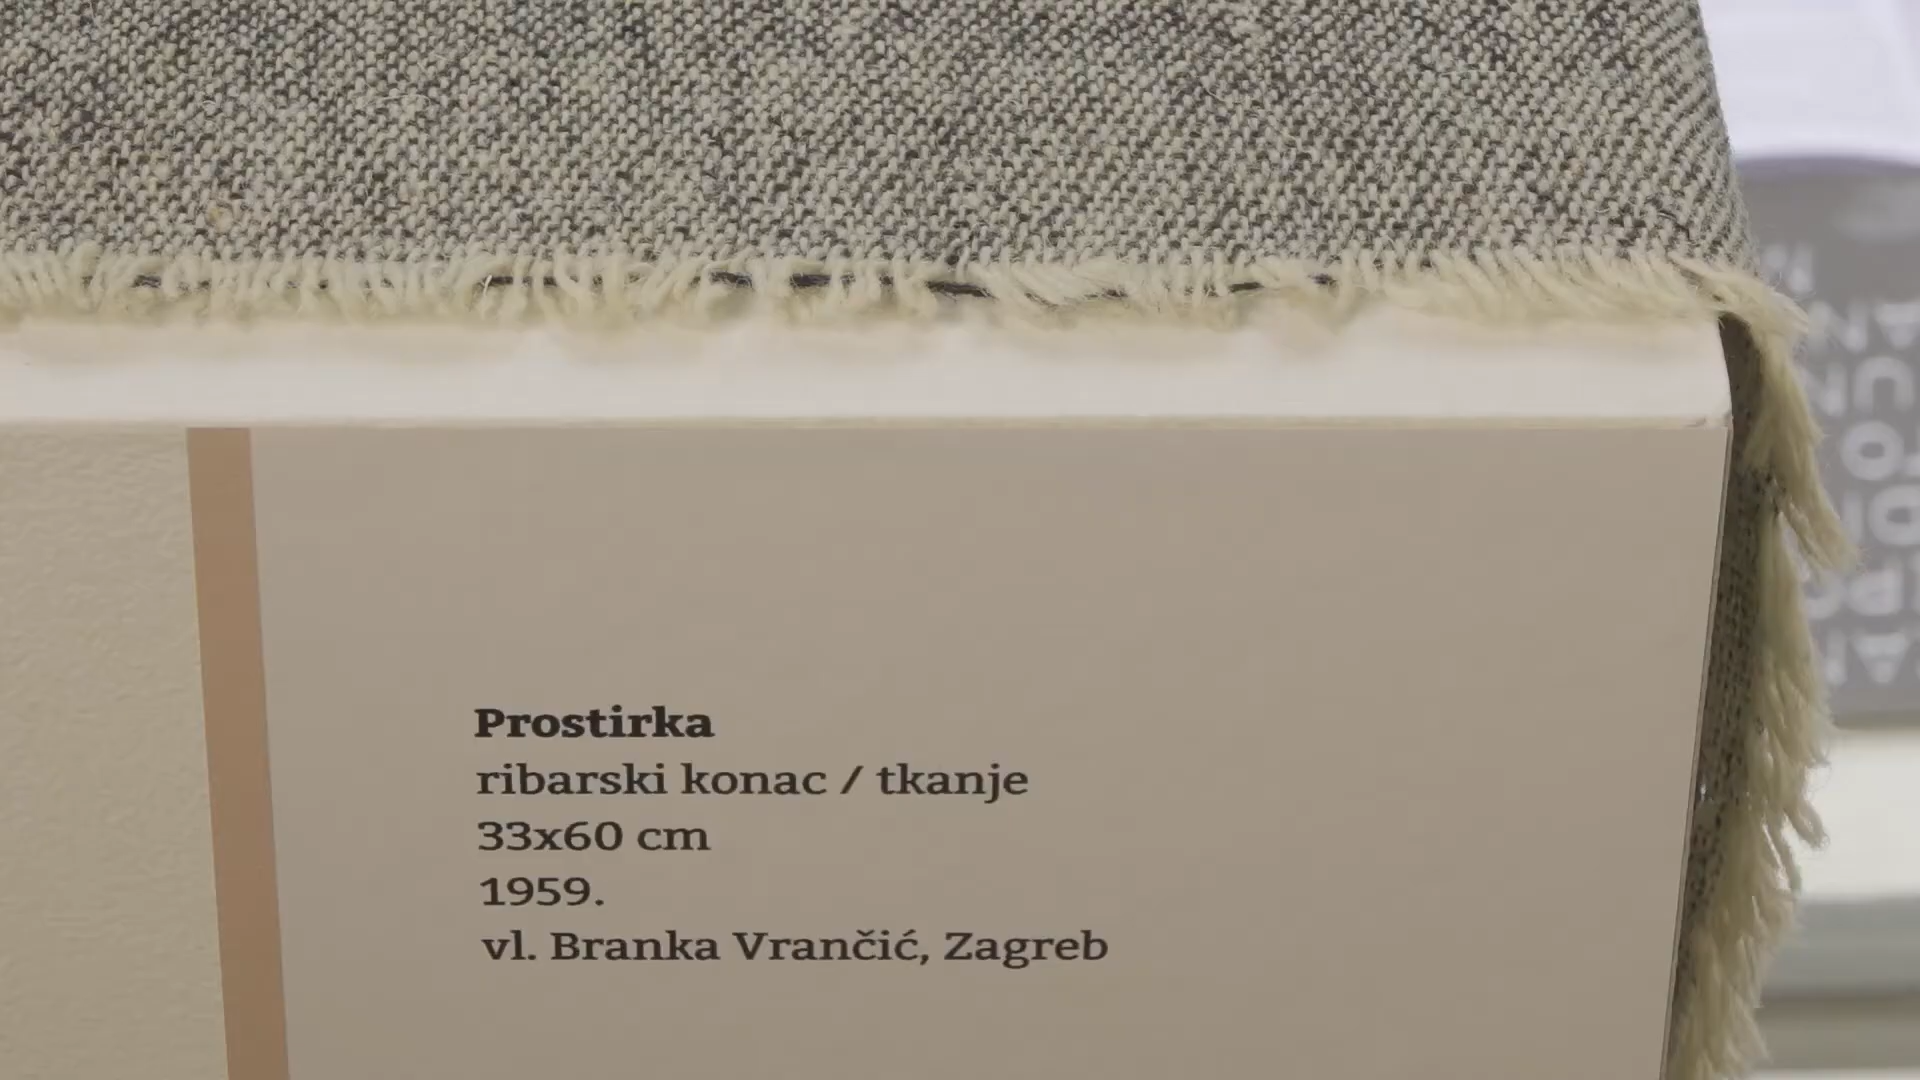 Prostirka
ribarski konac / tkanje
33x60 cm
1959.
vl. Branka Vrančić, Zagreb